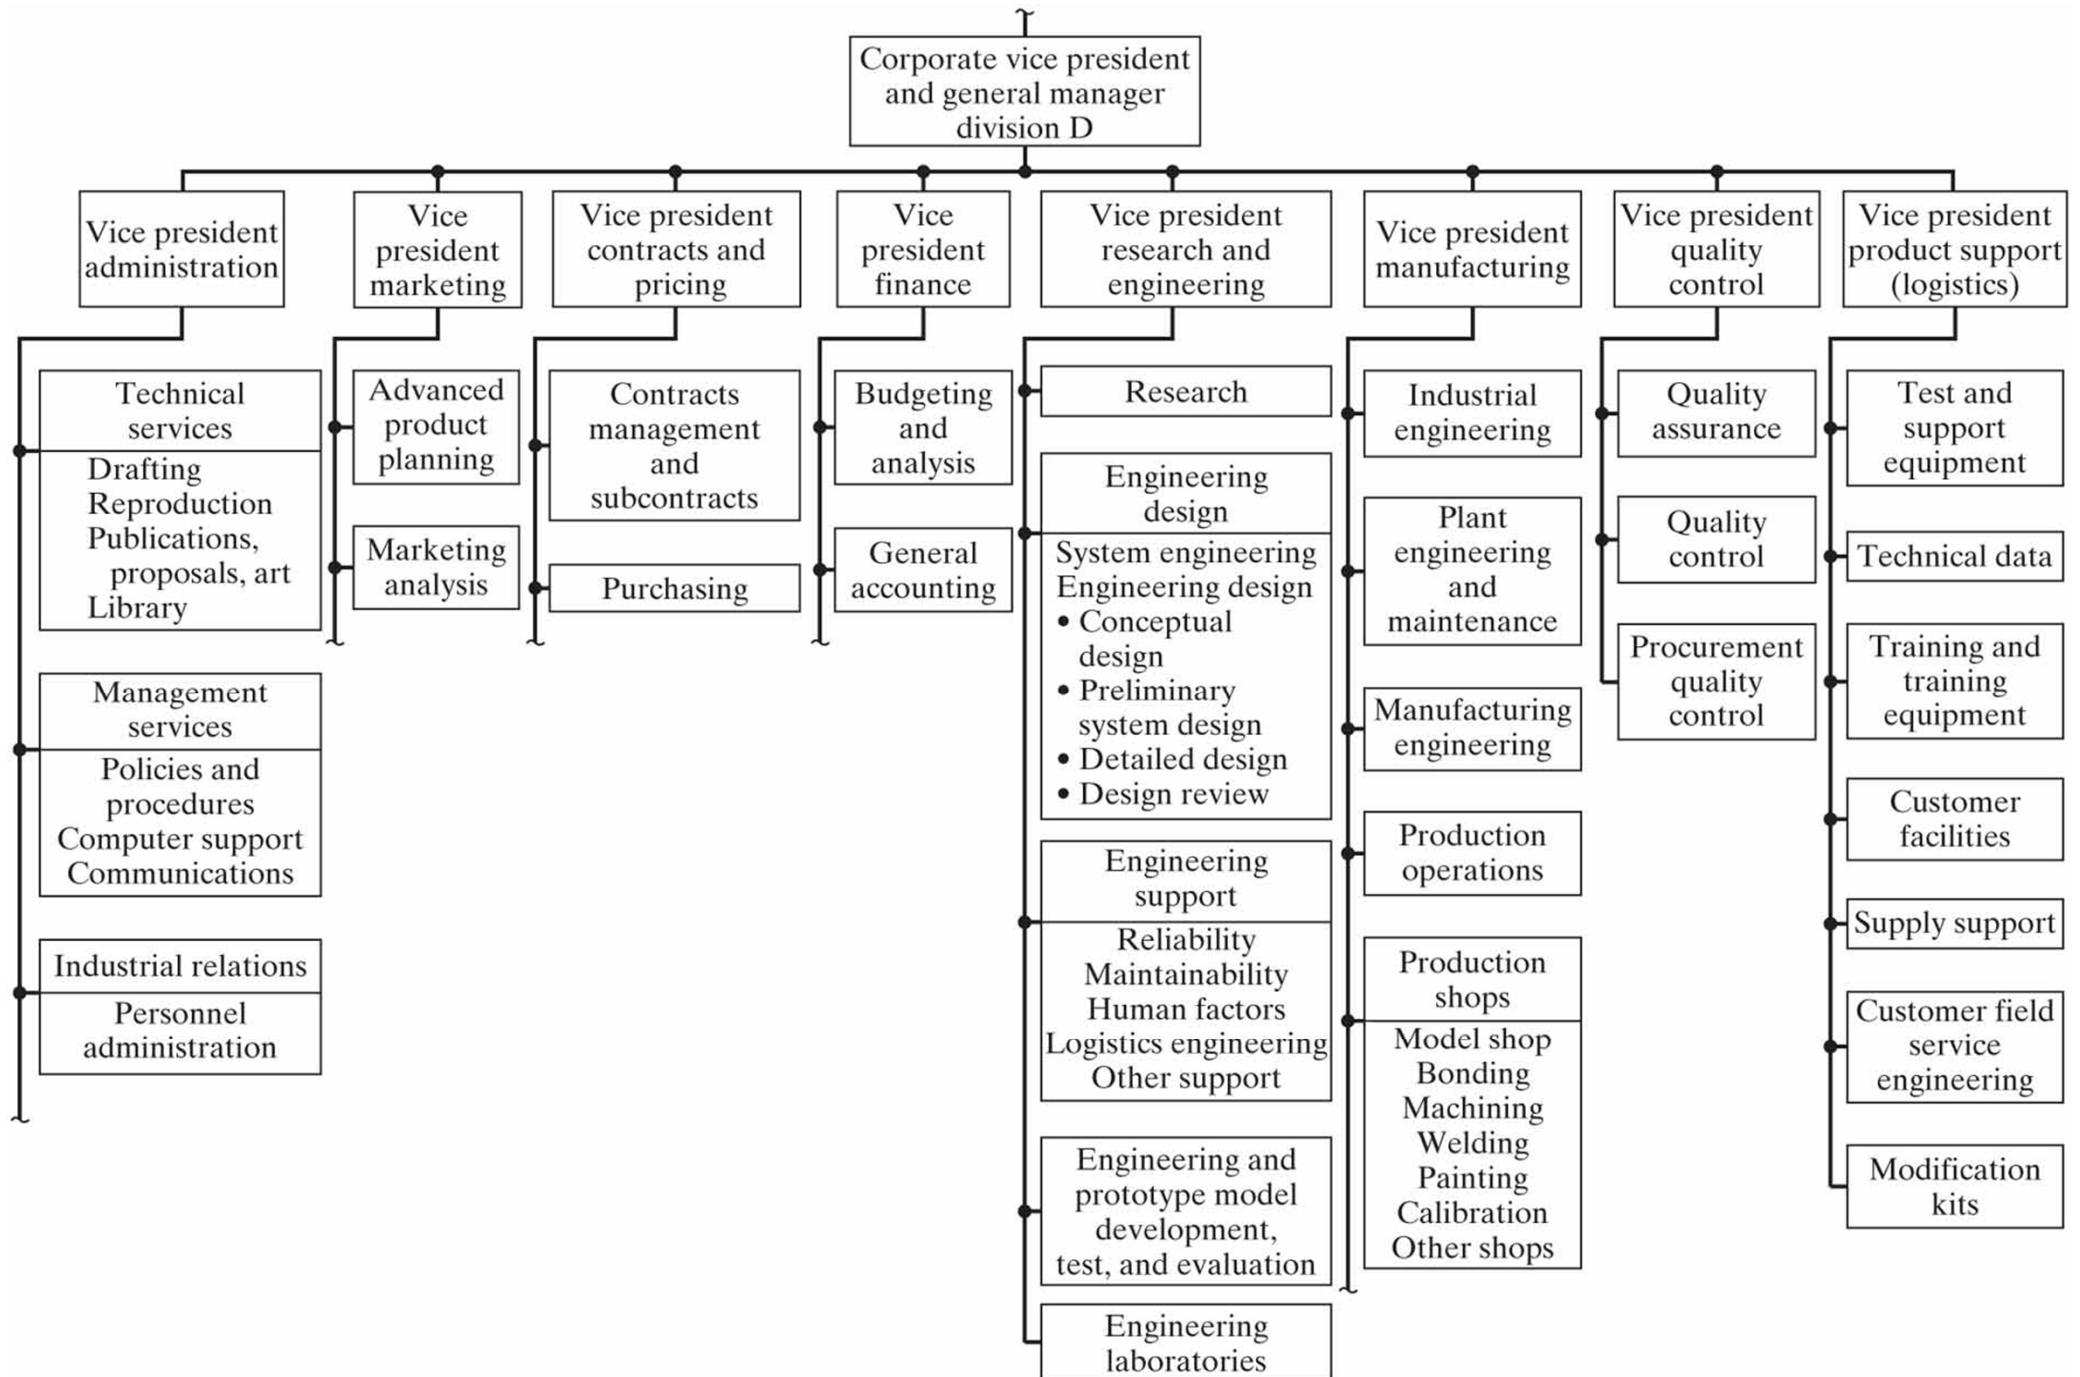 Corporate vice president
and general manager
division D
Vice president
administration
Vice
president
marketing
Vice president
contracts and
pricing
Vice
president
finance
Vice president
research and
engineering
Vice president
manufacturing
Vice president
quality
control
Vice president
product support
(logistics)
Technical
services
Drafting
Reproduction
Publications,
proposals, art
Library
Management
services
Policies and
procedures
Computer support
Communications
Industrial relations
Personnel
administration
Advanced
product
planning
Marketing
analysis
Contracts
management
and
subcontracts
Purchasing
Budgeting
and
analysis
General
accounting
Research
Engineering
design
System engineering
Engineering design
• Conceptual
design
• Preliminary
system design
• Detailed design
• Design review
Engineering
support
Reliability
Maintainability
Human factors
Logistics engineering
Other support
Engineering and
prototype model
development,
test, and evaluation
Engineering
laboratories
Industrial
engineering
Plant
engineering
and
maintenance
Manufacturing
engineering
Production
operations
Production
shops
Model shop
Bonding
Machining
Welding
Painting
Calibration
Other shops
Quality
assurance
Quality
control
Procurement
quality
control
Test and
support
equipment
Technical data
Training and
training
equipment
Customer
facilities
Supply support
Customer field
service
engineering
Modification
kits